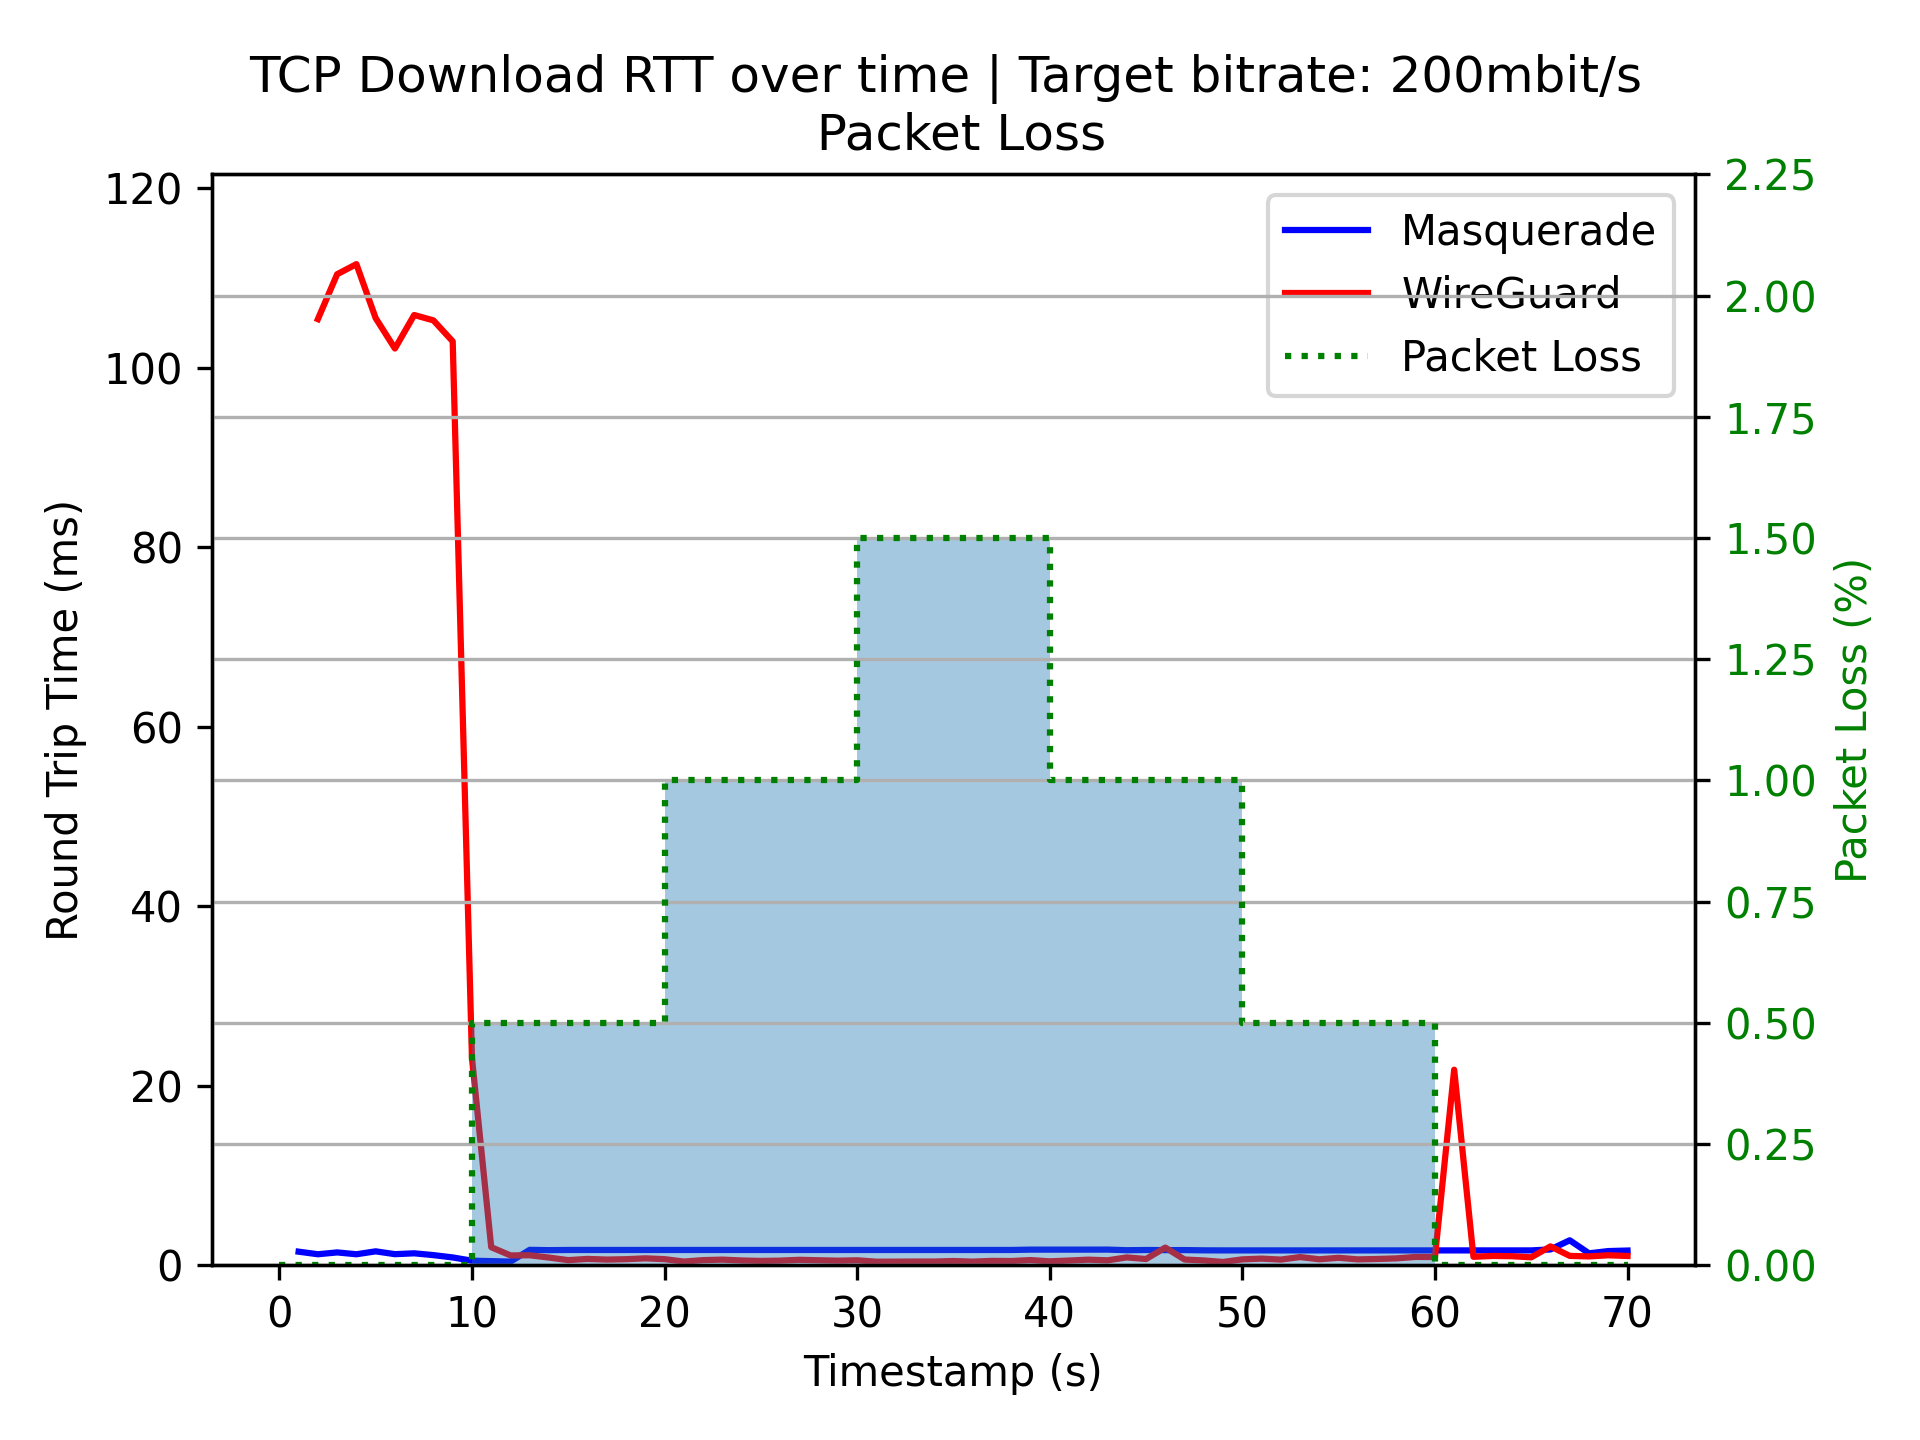 TCP Download RTT over time | Target bitrate: 200mbit/s
Packet Loss
Round Trip Time (ms)
120
100
80
60
40
20
0
Masquerade
WireGuard
Packet Loss
2.25
2.00
1.75
1.50
1.25
1.00
0.75
0.50
0.25
0.00
Packet Loss (%)
0 10 20 30 40 50 60 70
Timestamp (s)